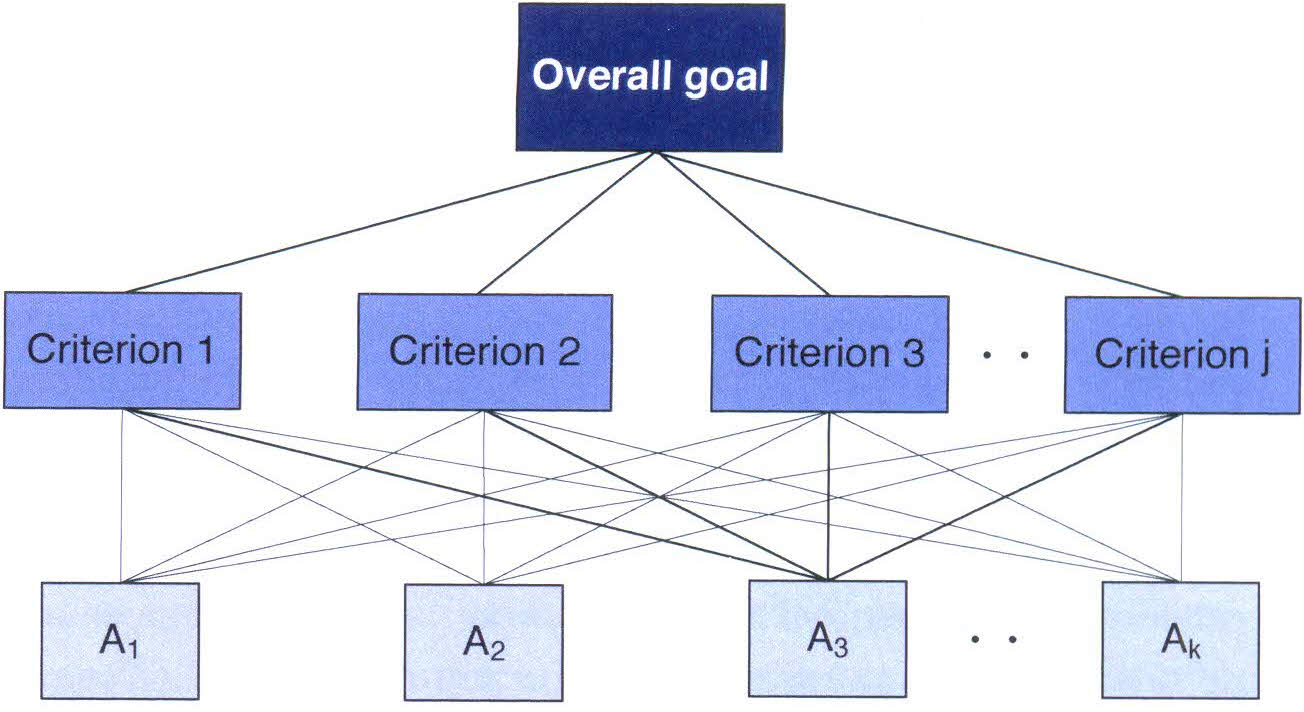 Overall goal
Criterion 1
Criterion 2
Criterion 3
. .
Criterion j
A₁
A₂
A₃
. .
Aₖ